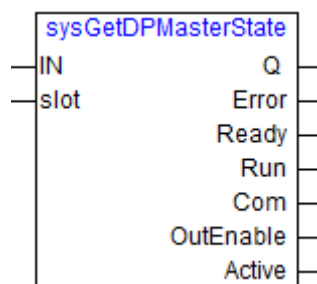 sysGetDPMasterState
IN Q
slot Error
Ready
Run
Com
OutEnable
Active